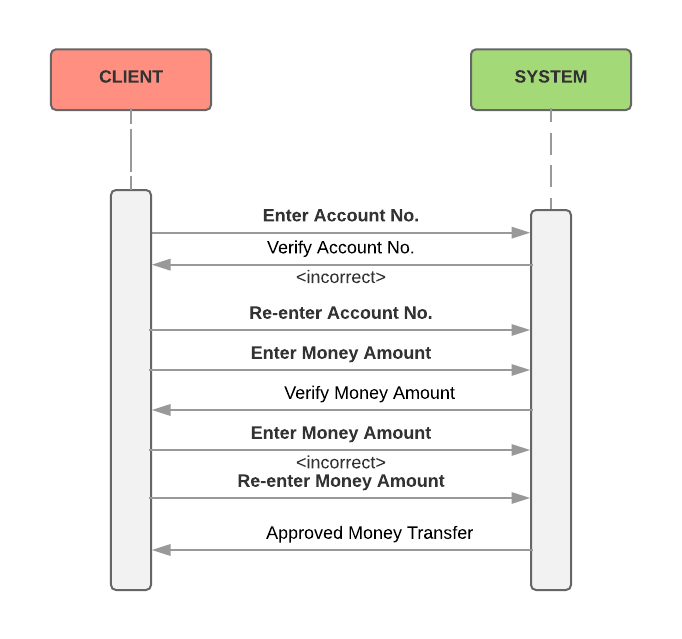 CLIENT
SYSTEM
Enter Account No.
Verify Account No.
<incorrect>
Re-enter Account No.
Enter Money Amount
Verify Money Amount
Enter Money Amount
<incorrect>
Re-enter Money Amount
Approved Money Transfer